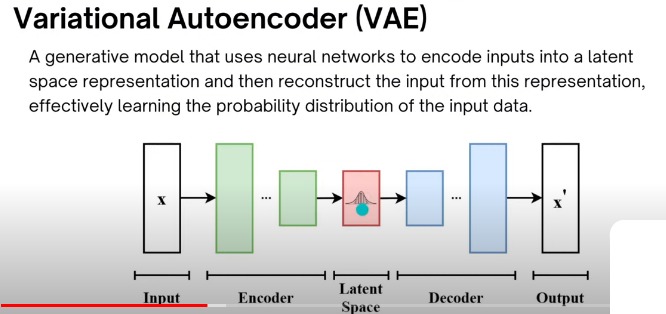 Variational Autoencoder (VAE)
A generative model that uses neural networks to encode inputs into a latent
space representation and then reconstruct the input from this representation,
effectively learning the probability distribution of the input data.
x
...
...
x'
Input
Encoder
Latent
Space
Decoder
Output